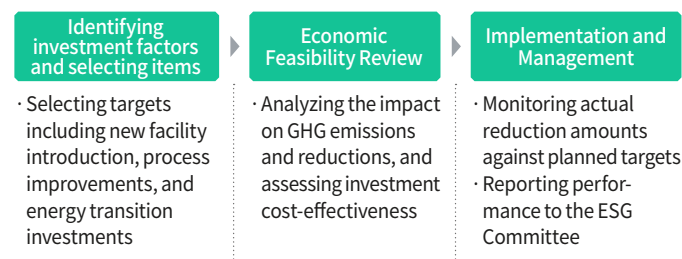 Identifying
investment factors
and selecting items
· Selecting targets
including new facility
introduction, process
improvements, and
energy transition
investments
Economic
Feasibility Review
· Analyzing the impact
on GHG emissions
and reductions, and
assessing investment
cost-effectiveness
Implementation and
Management
· Monitoring actual
reduction amounts
against planned targets
· Reporting perfor-
mance to the ESG
Committee